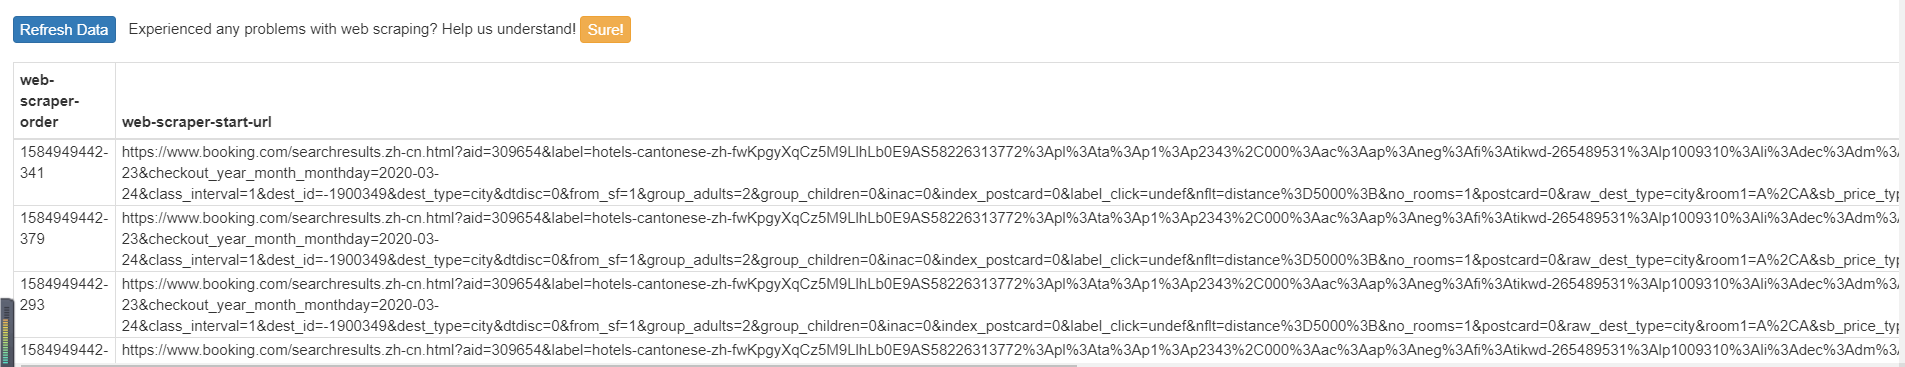 Refresh Data Experienced any problems with web scraping? Help us understand! Sure!
web-
scraper-
order
web-scraper-start-url
1584949442-
341
https://www.booking.com/searchresults.zh-cn.html?aid=309654&label=hotels-cantonese-zh-fwKpgyXqCz5M9LlhLb0E9AS58226313772%3Apl%3Ata%3Ap1%3Ap2343%2C000%3Aac%3Aap%3Aneg%3Afi%3Atikwd-265489531%3Alp1009310%3Ali%3Adec%3Adm%3
23&checkout_year_month_monthday=2020-03-
24&class_interval=1&dest_id=-1900349&dest_type=city&dtdisc=0&from_sf=1&group_adults=2&group_children=0&inac=0&index_postcard=0&label_click=undef&nflt=distance%3D5000%3B&no_rooms=1&postcard=0&raw_dest_type=city&room1=A%2CA&sb_price_typ
1584949442-
379
https://www.booking.com/searchresults.zh-cn.html?aid=309654&label=hotels-cantonese-zh-fwKpgyXqCz5M9LlhLb0E9AS58226313772%3Apl%3Ata%3Ap1%3Ap2343%2C000%3Aac%3Aap%3Aneg%3Afi%3Atikwd-265489531%3Alp1009310%3Ali%3Adec%3Adm%3
23&checkout_year_month_monthday=2020-03-
24&class_interval=1&dest_id=-1900349&dest_type=city&dtdisc=0&from_sf=1&group_adults=2&group_children=0&inac=0&index_postcard=0&label_click=undef&nflt=distance%3D5000%3B&no_rooms=1&postcard=0&raw_dest_type=city&room1=A%2CA&sb_price_typ
1584949442-
293
https://www.booking.com/searchresults.zh-cn.html?aid=309654&label=hotels-cantonese-zh-fwKpgyXqCz5M9LlhLb0E9AS58226313772%3Apl%3Ata%3Ap1%3Ap2343%2C000%3Aac%3Aap%3Aneg%3Afi%3Atikwd-265489531%3Alp1009310%3Ali%3Adec%3Adm%3
23&checkout_year_month_monthday=2020-03-
24&class_interval=1&dest_id=-1900349&dest_type=city&dtdisc=0&from_sf=1&group_adults=2&group_children=0&inac=0&index_postcard=0&label_click=undef&nflt=distance%3D5000%3B&no_rooms=1&postcard=0&raw_dest_type=city&room1=A%2CA&sb_price_typ
1584949442-
https://www.booking.com/searchresults.zh-cn.html?aid=309654&label=hotels-cantonese-zh-fwKpgyXqCz5M9LlhLb0E9AS58226313772%3Apl%3Ata%3Ap1%3Ap2343%2C000%3Aac%3Aap%3Aneg%3Afi%3Atikwd-265489531%3Alp1009310%3Ali%3Adec%3Adm%3